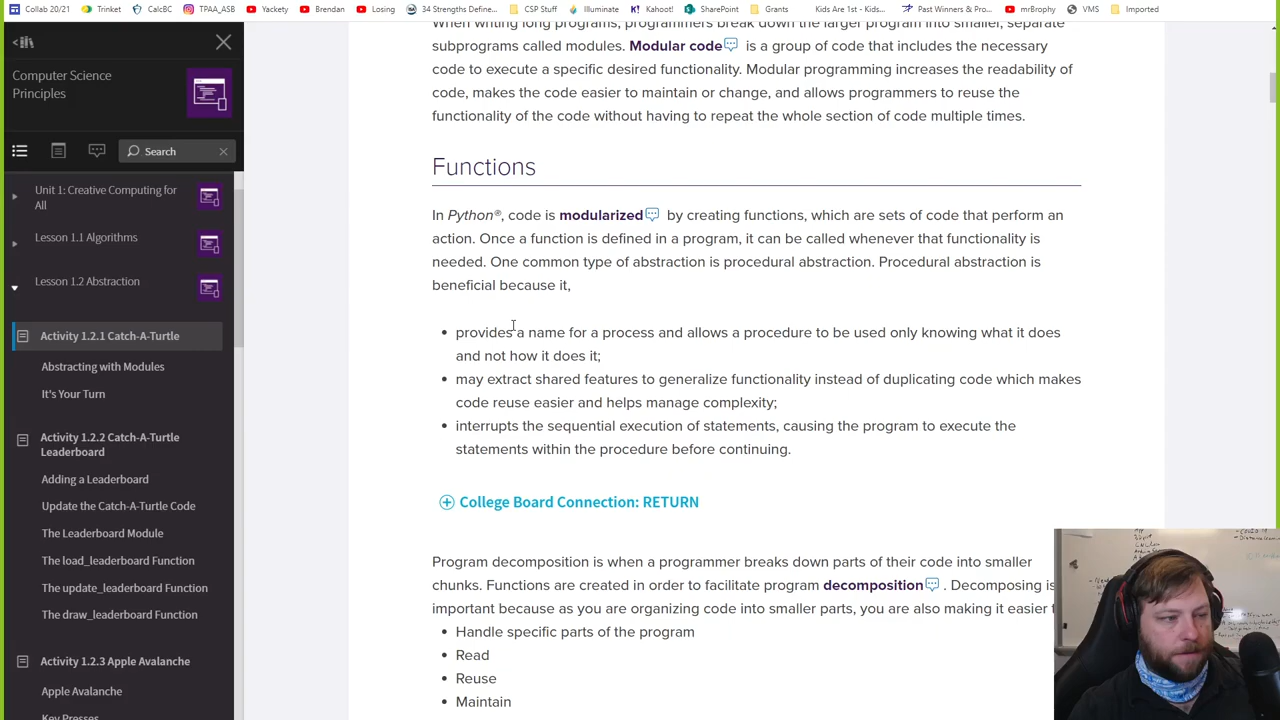 Collab 20/21 Trinket CalcBC TPAA_ASB Yackety Brendan Losing 34 Strengths Define... CSP Stuff Illuminate Kahoot! SharePoint Grants Kids Are 1st - Kids... Past Winners & Pro... mrBrophy VMS Imported
Computer Science
Principles
Search
Unit 1: Creative Computing for
All
Lesson 1.1 Algorithms
Lesson 1.2 Abstraction
Activity 1.2.1 Catch-A-Turtle
Abstracting with Modules
It's Your Turn
Activity 1.2.2 Catch-A-Turtle
Leaderboard
Adding a Leaderboard
Update the Catch-A-Turtle Code
The Leaderboard Module
The load_leaderboard Function
The update_leaderboard Function
The draw_leaderboard Function
Activity 1.2.3 Apple Avalanche
Apple Avalanche
Key Presses
When writing long programs, programmers break down the larger program into smaller, separate
subprograms called modules. Modular code is a group of code that includes the necessary
code to execute a specific desired functionality. Modular programming increases the readability of
code, makes the code easier to maintain or change, and allows programmers to reuse the
functionality of the code without having to repeat the whole section of code multiple times.
Functions
In Python®, code is modularized by creating functions, which are sets of code that perform an
action. Once a function is defined in a program, it can be called whenever that functionality is
needed. One common type of abstraction is procedural abstraction. Procedural abstraction is
beneficial because it,
• provides a name for a process and allows a procedure to be used only knowing what it does
and not how it does it;
• may extract shared features to generalize functionality instead of duplicating code which makes
code reuse easier and helps manage complexity;
• interrupts the sequential execution of statements, causing the program to execute the
statements within the procedure before continuing.
College Board Connection: RETURN
Program decomposition is when a programmer breaks down parts of their code into smaller
chunks. Functions are created in order to facilitate program decomposition . Decomposing is
important because as you are organizing code into smaller parts, you are also making it easier
• Handle specific parts of the program
• Read
• Reuse
• Maintain